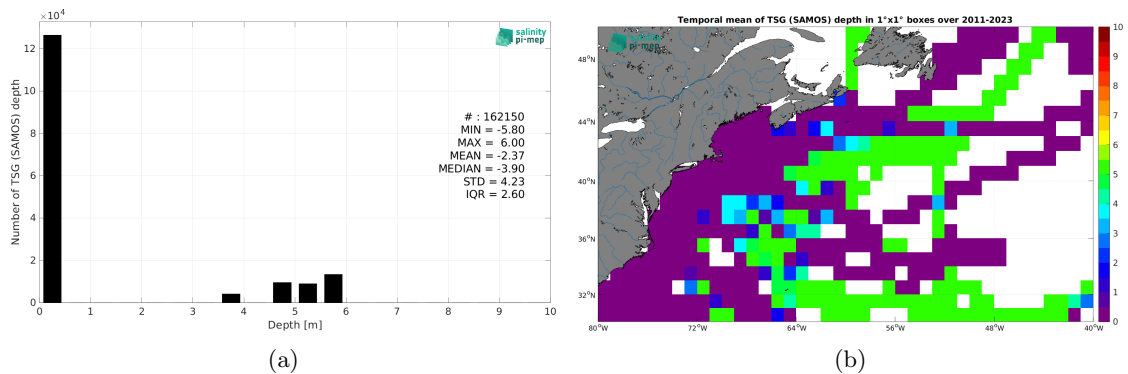 ×10⁴
12
10
8
6
4
2
0
Number of TSG (SAMOS) depth
salinity
pi-mep
# : 162150
MIN = -5.80
MAX = 6.00
MEAN = -2.37
MEDIAN = -3.90
STD = 4.23
IQR = 2.60
0 1 2 3 4 5 6 7 8 9 10
Depth [m]
(a)
Temporal mean of TSG (SAMOS) depth in 1°x1° boxes over 2011-2023
salinity
pi-mep
48°N
44°N
40°N
36°N
32°N
80°W 72°W 64°W 56°W 48°W 40°W
10
9
8
7
6
5
4
3
2
1
0
(b)